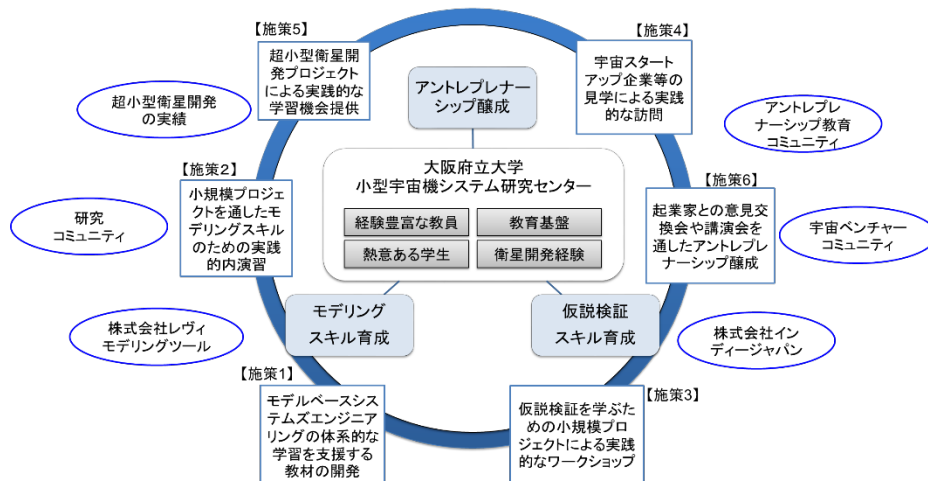 【施策5】
超小型衛星開
発プロジェクト
による実践的な
学習機会提供
【施策4】
宇宙スタート
アップ企業等の
見学による実践
的な訪問
アントレプレナー
シップ醸成
超小型衛星開発
の実績
アントレプレ
ナーシップ教育
コミュニティ
大阪府立大学
小型宇宙機システム研究センター
経験豊富な教員
教育基盤
熱意ある学生
衛星開発経験
【施策2】
小規模プロジェ
クトを通したモ
デリングスキル
のための実践
的内演習
【施策6】
起業家との意見交
換会や講演会を
通したアントレプレ
ナーシップ醸成
研究
コミュニティ
宇宙ベンチャー
コミュニティ
モデリング
スキル育成
仮説検証
スキル育成
株式会社レヴィ
モデリングツール
株式会社イン
ディージャパン
【施策1】
モデルベースシス
テムズエンジニア
リングの体系的な
学習を支援する
教材の開発
【施策3】
仮説検証を学ぶた
めの小規模プロ
ジェクトによる実践
的なワークショップ